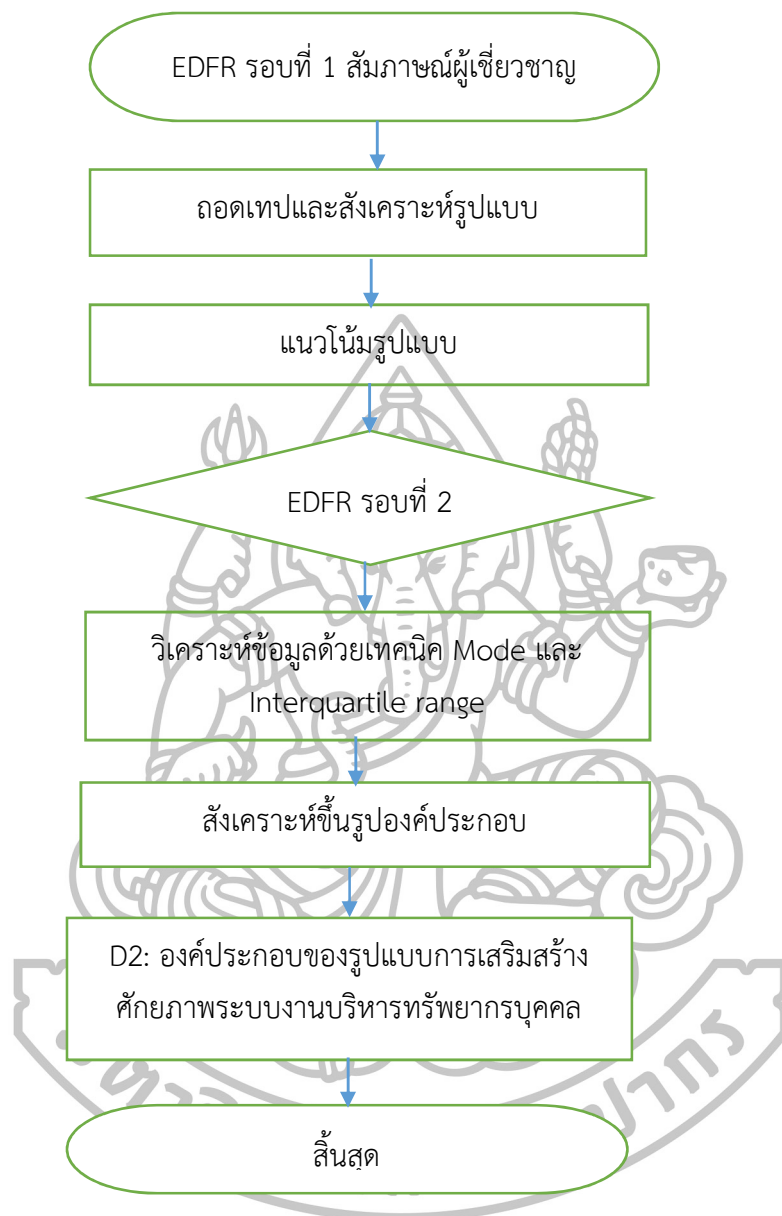 EDFR รอบที่ 1 สัมภาษณ์ผู้เชี่ยวชาญ
ถอดเทปและสังเคราะห์รูปแบบ
แนวโน้มรูปแบบ
EDFR รอบที่ 2
วิเคราะห์ข้อมูลด้วยเทคนิค Mode และ
Interquartile range
สังเคราะห์ขึ้นรูปองค์ประกอบ
D2: องค์ประกอบของรูปแบบการเสริมสร้าง
ศักยภาพระบบงานบริหารทรัพยากรบุคคล
สิ้นสุด